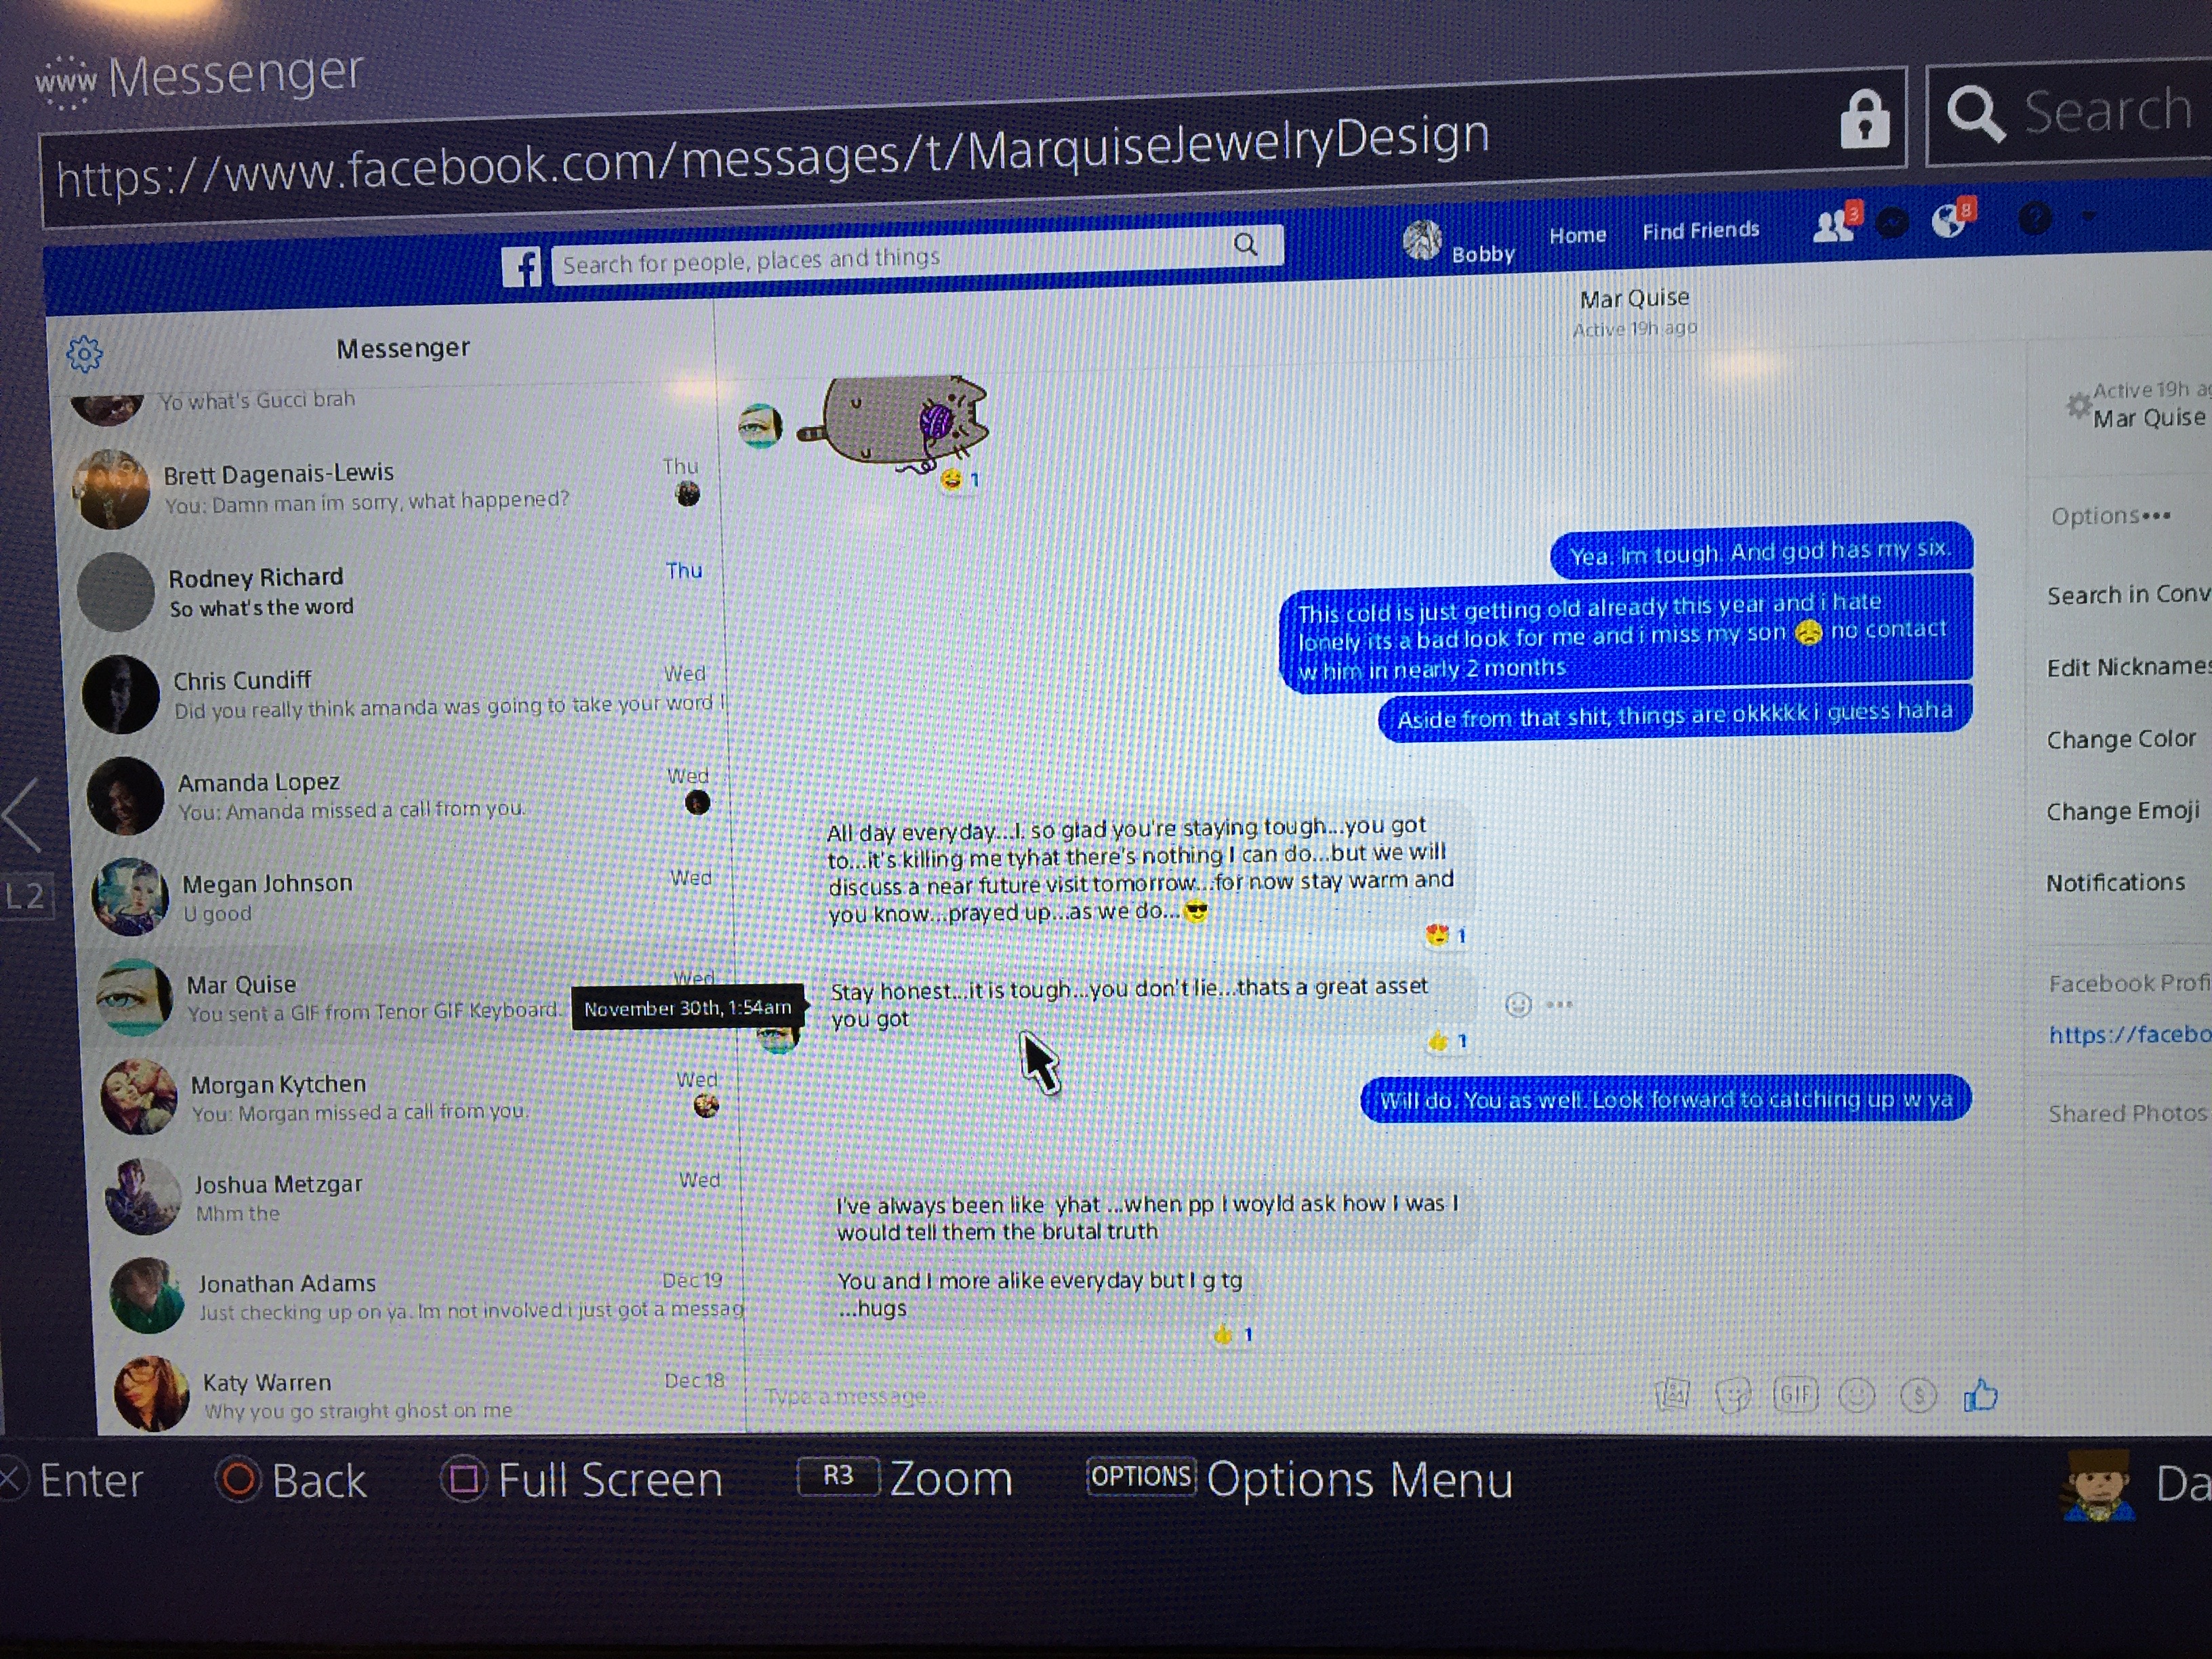 www Messenger
https://www.facebook.com/messages/t/MarquiseJewelryDesign
Search
f
Search for people, places and things
Bobby
Home
Find Friends
3
8
?
Messenger
Mar Quise
Active 19h ago
Yo what's Gucci brah
Brett Dagenais-Lewis
Thu
You: Damn man im sorry, what happened?
Rodney Richard
Thu
So what's the word
Chris Cundiff
Wed
Did you really think amanda was going to take your word
Amanda Lopez
Wed
You: Amanda missed a call from you.
Megan Johnson
Wed
U good
Mar Quise
Wed
You sent a GIF from Tenor GIF Keyboard.
November 30th, 1:54am
Morgan Kytchen
Wed
You: Morgan missed a call from you.
Joshua Metzgar
Wed
Mhm the
Jonathan Adams
Dec 19
Just checking up on ya. Im not involved i just got a messag
Katy Warren
Dec 18
Why you go straight ghost on me
😆 1
Yea. Im tough. And god has my six.
This cold is just getting old already this year and i hate
lonely its a bad look for me and i miss my son 😥 no contact
w him in nearly 2 months
Aside from that shit, things are okkkkk i guess haha
All day everyday...I. so glad you're staying tough...you got
to...it's killing me tyhat there's nothing I can do...but we will
discuss a near future visit tomorrow...for now stay warm and
you know...prayed up...as we do...😎
😍 1
Stay honest...it is tough...you don't lie...thats a great asset
you got
👍 1
Will do. You as well. Look forward to catching up w ya
I've always been like yhat ...when pp l woyld ask how I was I
would tell them the brutal truth
You and I more alike everyday but I g tg
...hugs
👍 1
Type a message...
GIF
$
Active 19h ag
Mar Quise
Options•••
Search in Conv
Edit Nicknames
Change Color
Change Emoji
Notifications
Facebook Profi
https://facebo
Shared Photos
L2
Enter
Back
Full Screen
R3 Zoom
OPTIONS Options Menu
Da